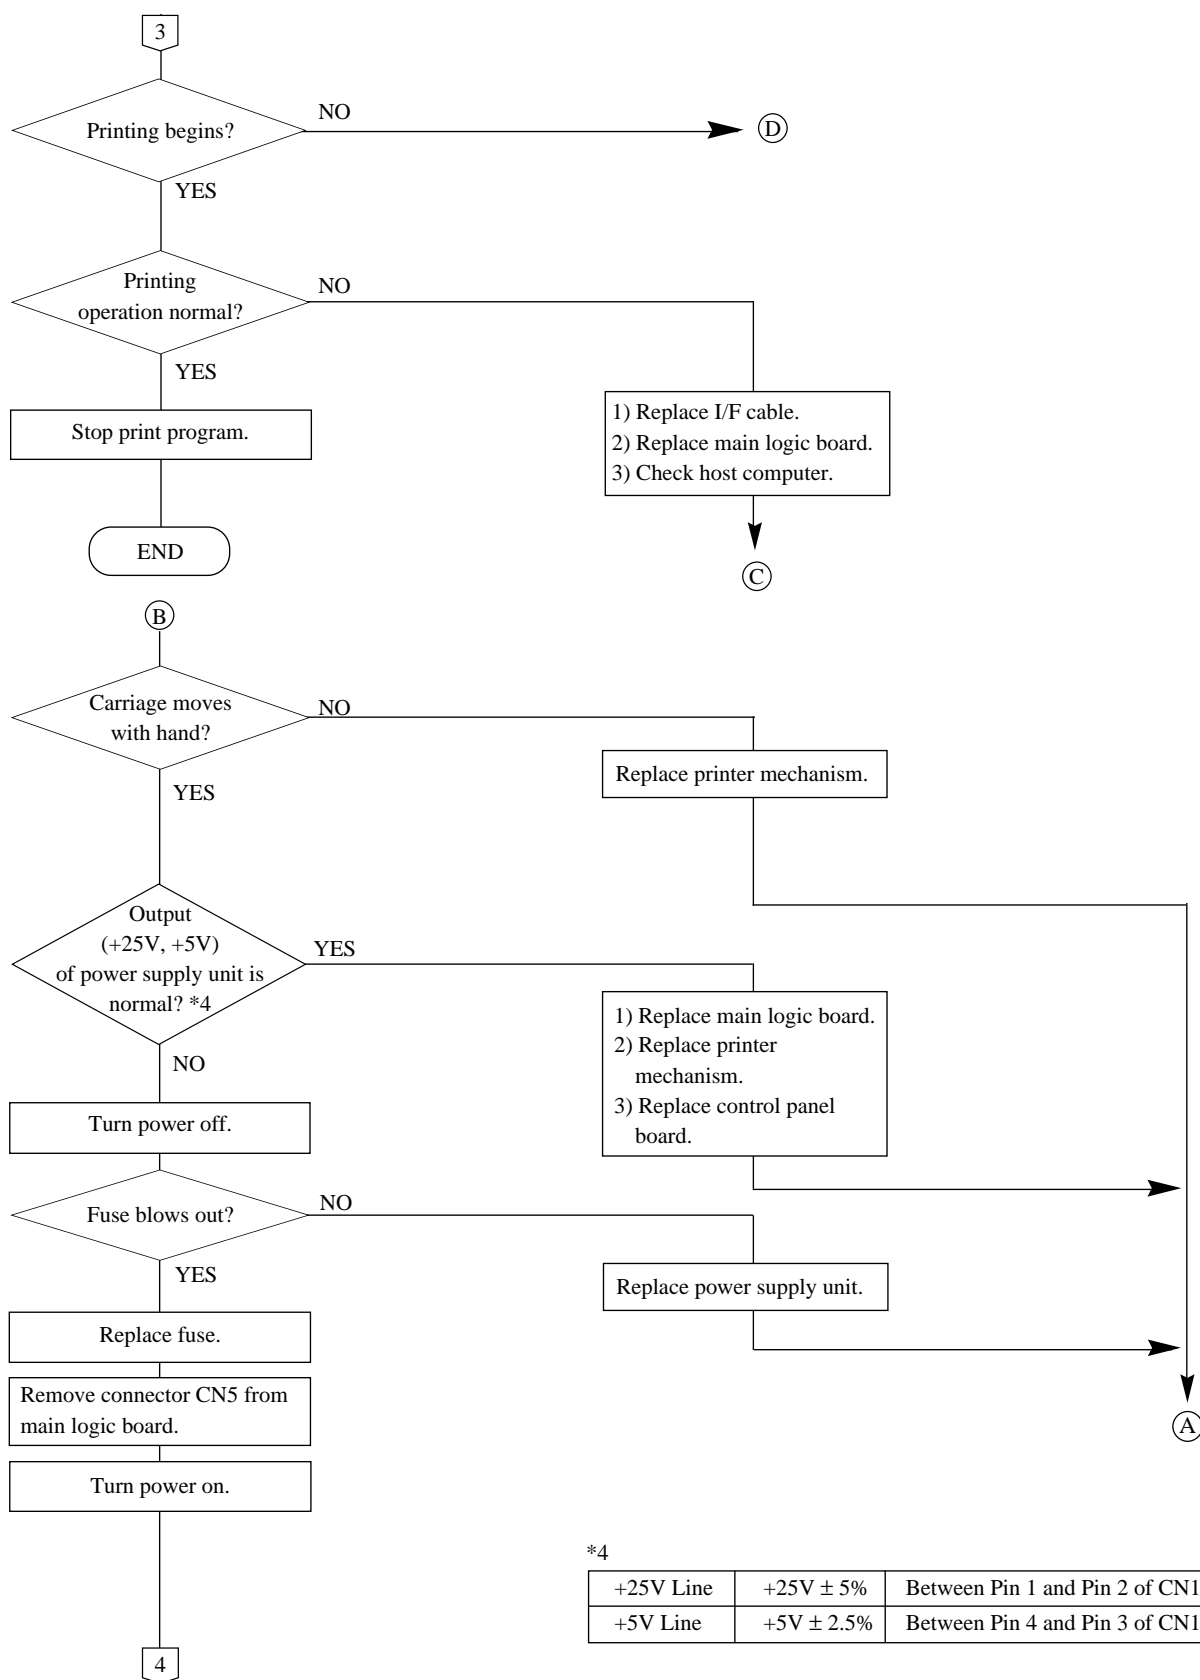 3
Printing begins?
NO
D
YES
Printing
operation normal?
NO
YES
Stop print program.
1) Replace I/F cable.
2) Replace main logic board.
3) Check host computer.
END
C
B
Carriage moves
with hand?
NO
Replace printer mechanism.
YES
Output
(+25V, +5V)
of power supply unit is
normal? *4
YES
1) Replace main logic board.
2) Replace printer
mechanism.
3) Replace control panel
board.
NO
Turn power off.
Fuse blows out?
NO
YES
Replace power supply unit.
Replace fuse.
Remove connector CN5 from
main logic board.
A
Turn power on.
*4
+25V Line +25V ± 5% Between Pin 1 and Pin 2 of CN1
+5V Line +5V ± 2.5% Between Pin 4 and Pin 3 of CN1
4